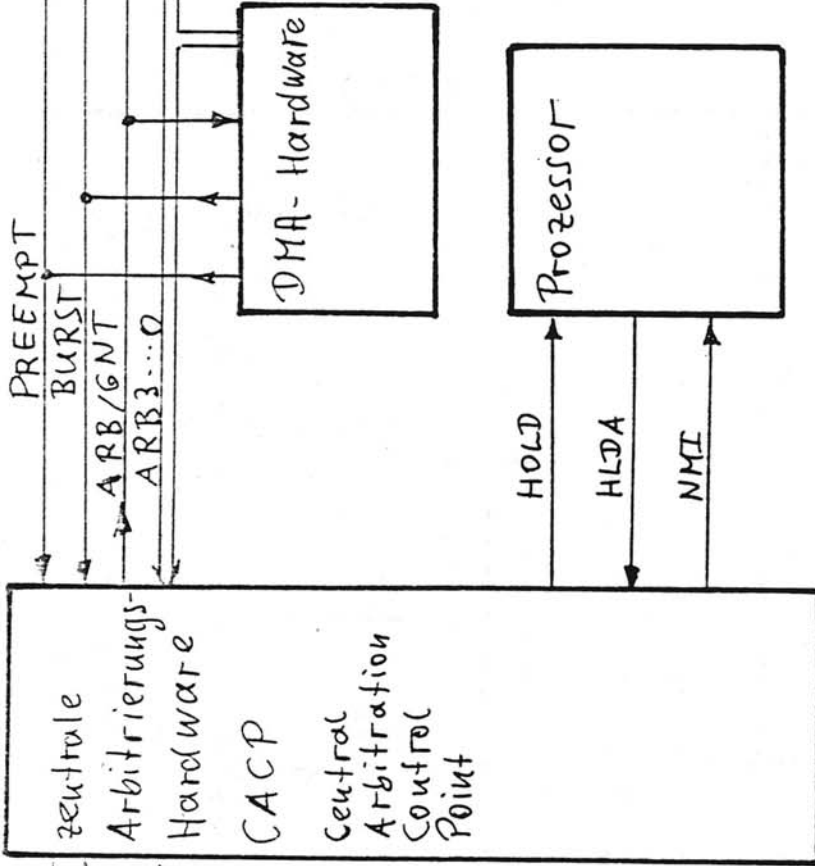 PREEMPT
BURST
ARB/GNT
ARB3...0
zentrale
Arbitrierungs-
Hardware
CACP
Central
Arbitration
Control
Point
DMA-Hardware
Prozessor
HOLD
HLDA
NMI